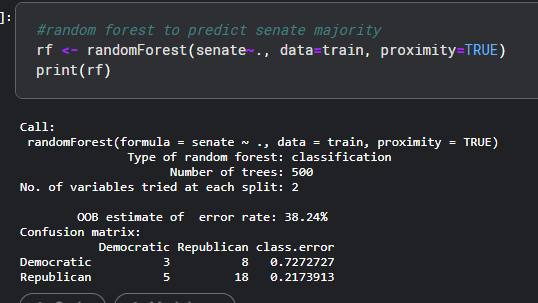 ]:
#random forest to predict senate majority
rf <- randomForest(senate~., data=train, proximity=TRUE)
print(rf)
Call:
randomForest(formula = senate ~ ., data = train, proximity = TRUE)
Type of random forest: classification
Number of trees: 500
No. of variables tried at each split: 2
OOB estimate of  error rate: 38.24%
Confusion matrix:
Democratic Republican class.error
Democratic 3 8 0.7272727
Republican 5 18 0.2173913